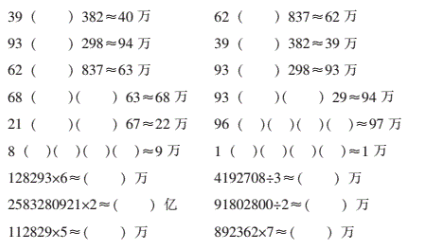 39（　　）382≈40 万　　62（　　）837≈62 万
93（　　）298≈94 万　　39（　　）382≈39 万
62（　　）837≈63 万　　93（　　）298≈93 万
68（　　）(　　）63≈68 万　　93（　　）(　　）29≈94 万
21（　　）(　　）67≈22 万　　96（　）(　）(　）(　）≈97 万
8（　）(　）(　）(　）≈9 万　　1（　）(　）(　）(　）≈1 万
128293×6≈(　　）万　　4192708÷3≈(　　）万
2583280921×2≈(　　）亿　　91802800÷2≈(　　）万
112829×5≈(　　）万　　892362×7≈(　　）万